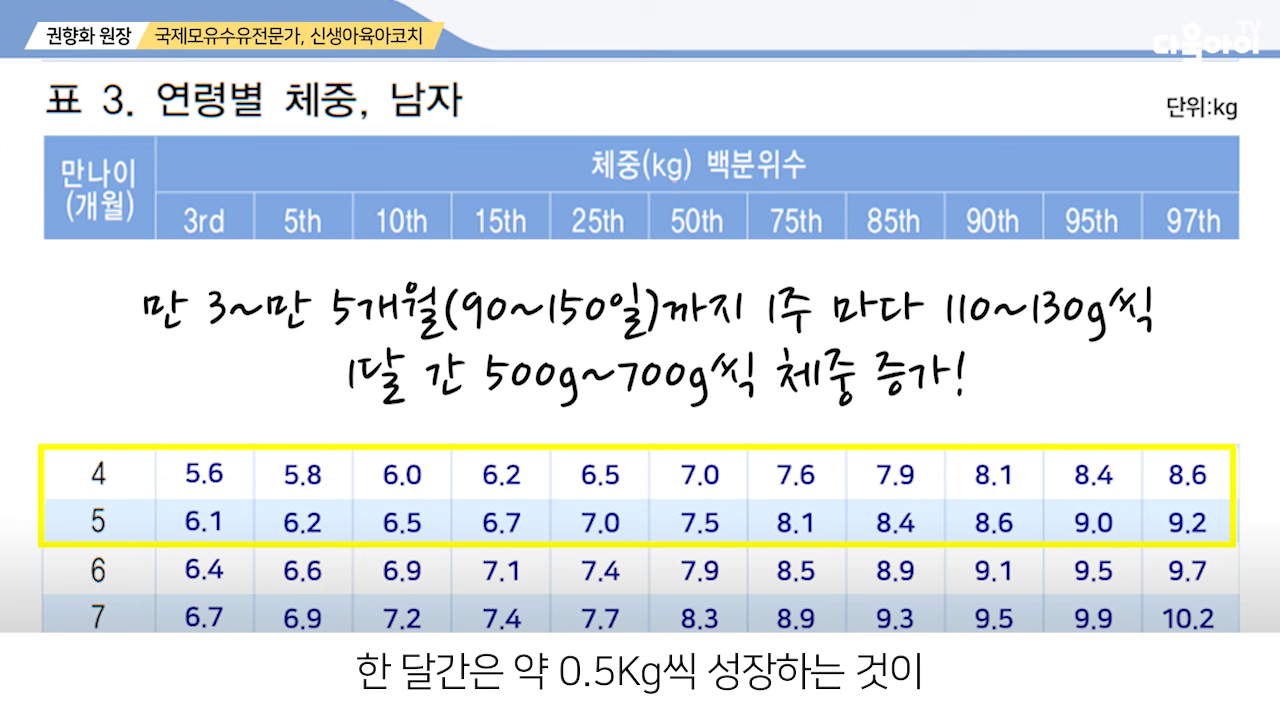 권향화 원장 국제모유수유전문가, 신생아육아코치
다움아이 TV
표 3. 연령별 체중, 남자
단위:kg
만나이 (개월) 체중(kg) 백분위수
3rd 5th 10th 15th 25th 50th 75th 85th 90th 95th 97th
만 3~만 5개월(90~150일)까지 1주 마다 110~130g씩
1달 간 500g~700g씩 체중 증가!
4 5.6 5.8 6.0 6.2 6.5 7.0 7.6 7.9 8.1 8.4 8.6
5 6.1 6.2 6.5 6.7 7.0 7.5 8.1 8.4 8.6 9.0 9.2
6 6.4 6.6 6.9 7.1 7.4 7.9 8.5 8.9 9.1 9.5 9.7
7 6.7 6.9 7.2 7.4 7.7 8.3 8.9 9.3 9.5 9.9 10.2
한 달간은 약 0.5Kg씩 성장하는 것이